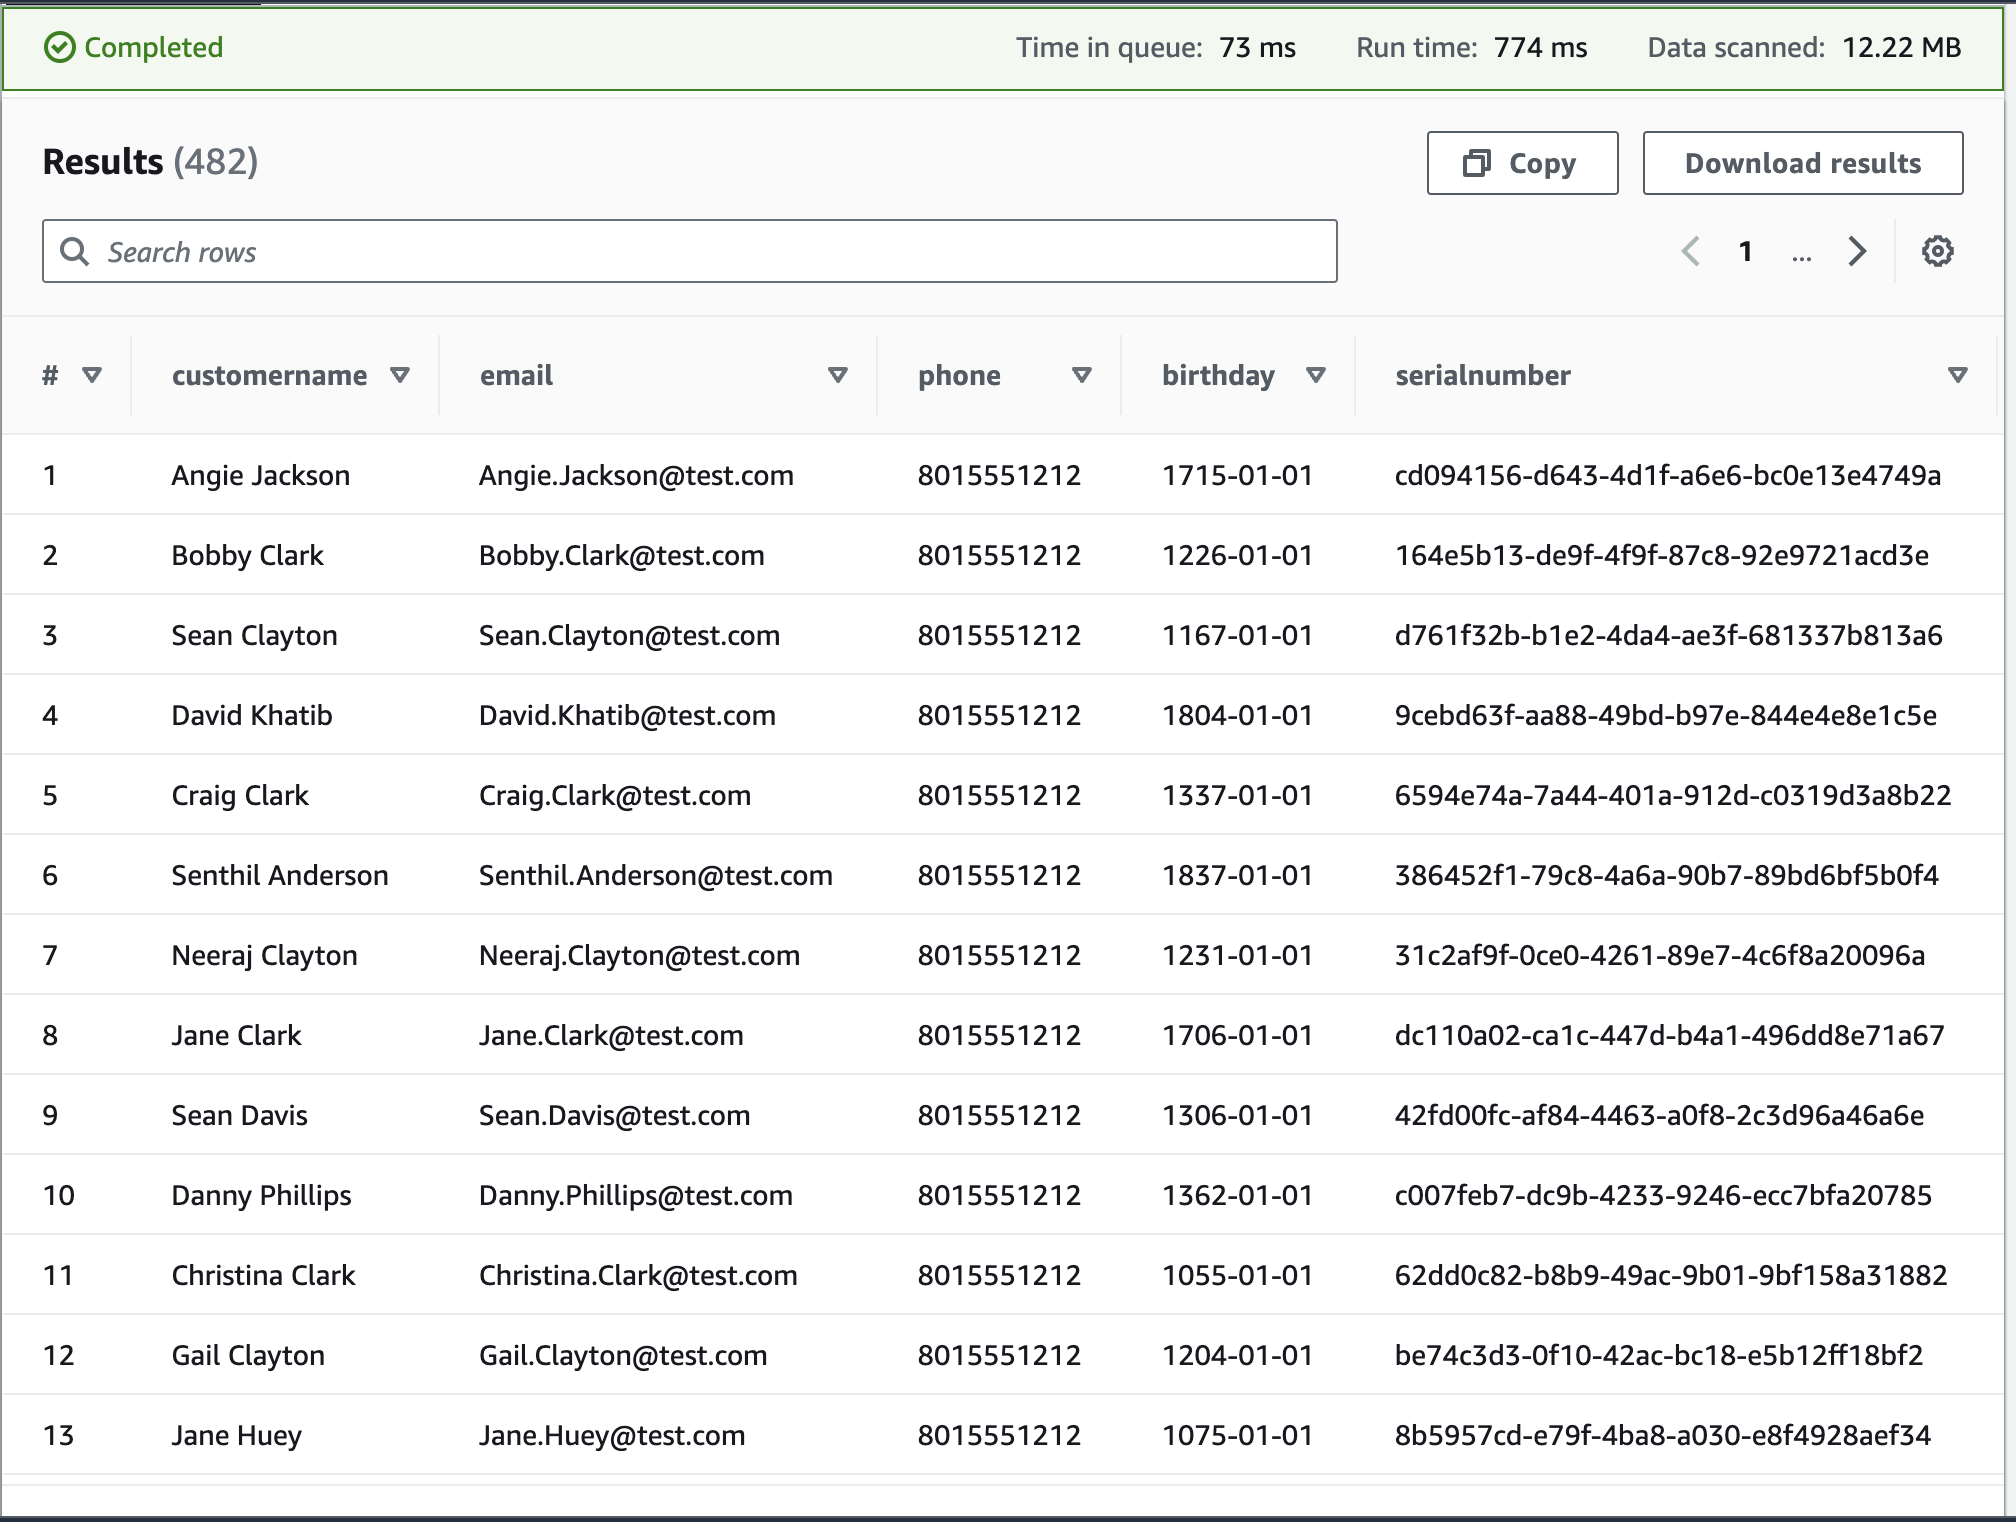 Completed Time in queue: 73 ms Run time: 774 ms Data scanned: 12.22 MB
Results (482) Copy Download results
Search rows 1 ...
# customername email phone birthday serialnumber
1 Angie Jackson Angie.Jackson@test.com 8015551212 1715-01-01 cd094156-d643-4d1f-a6e6-bc0e13e4749a
2 Bobby Clark Bobby.Clark@test.com 8015551212 1226-01-01 164e5b13-de9f-4f9f-87c8-92e9721acd3e
3 Sean Clayton Sean.Clayton@test.com 8015551212 1167-01-01 d761f32b-b1e2-4da4-ae3f-681337b813a6
4 David Khatib David.Khatib@test.com 8015551212 1804-01-01 9cebd63f-aa88-49bd-b97e-844e4e8e1c5e
5 Craig Clark Craig.Clark@test.com 8015551212 1337-01-01 6594e74a-7a44-401a-912d-c0319d3a8b22
6 Senthil Anderson Senthil.Anderson@test.com 8015551212 1837-01-01 386452f1-79c8-4a6a-90b7-89bd6bf5b0f4
7 Neeraj Clayton Neeraj.Clayton@test.com 8015551212 1231-01-01 31c2af9f-0ce0-4261-89e7-4c6f8a20096a
8 Jane Clark Jane.Clark@test.com 8015551212 1706-01-01 dc110a02-ca1c-447d-b4a1-496dd8e71a67
9 Sean Davis Sean.Davis@test.com 8015551212 1306-01-01 42fd00fc-af84-4463-a0f8-2c3d96a46a6e
10 Danny Phillips Danny.Phillips@test.com 8015551212 1362-01-01 c007feb7-dc9b-4233-9246-ecc7bfa20785
11 Christina Clark Christina.Clark@test.com 8015551212 1055-01-01 62dd0c82-b8b9-49ac-9b01-9bf158a31882
12 Gail Clayton Gail.Clayton@test.com 8015551212 1204-01-01 be74c3d3-0f10-42ac-bc18-e5b12ff18bf2
13 Jane Huey Jane.Huey@test.com 8015551212 1075-01-01 8b5957cd-e79f-4ba8-a030-e8f4928aef34